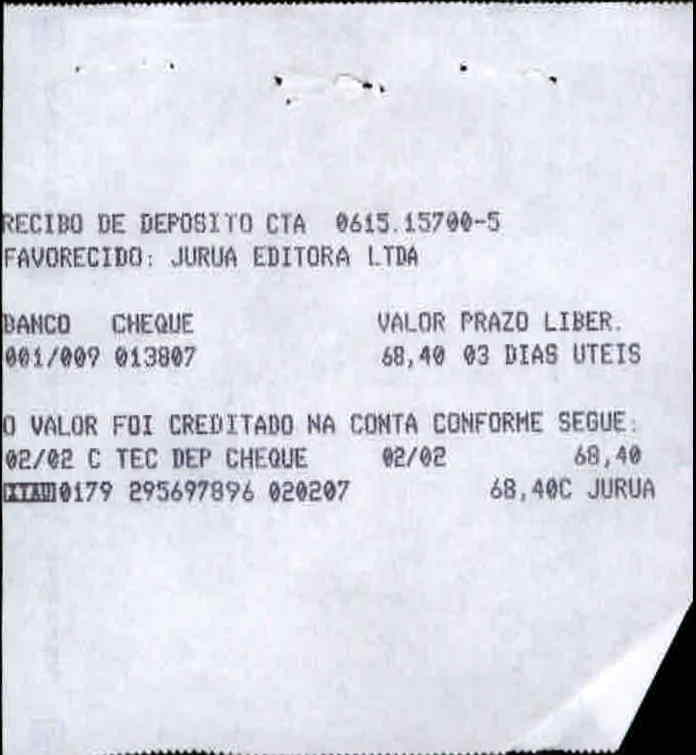 RECIBO DE DEPOSITO CTA 0615.15700-5
FAVORECIDO: JURUA EDITORA LTDA
BANCO CHEQUE VALOR PRAZO LIBER.
001/009 013807 68,40 03 DIAS UTEIS
O VALOR FOI CREDITADO NA CONTA CONFORME SEGUE:
02/02 C TEC DEP CHEQUE 02/02 68,40
ITAU0179 295697896 020207 68,40C JURUA